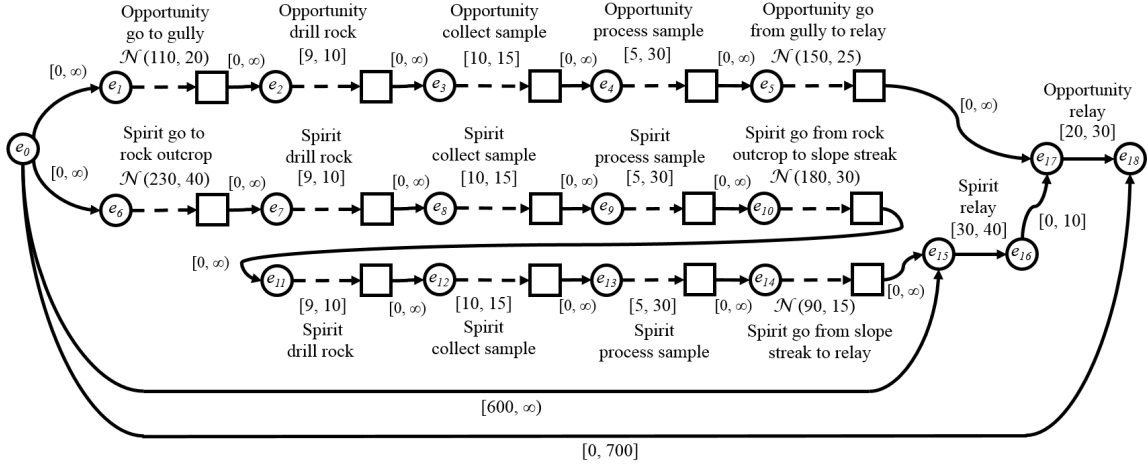 Opportunity
go to gully
𝒩 (110, 20)
Opportunity
drill rock
[9, 10]
Opportunity
collect sample
[10, 15]
Opportunity
process sample
[5, 30]
Opportunity go
from gully to relay
𝒩 (150, 25)
[0, ∞)
[0, ∞)
[0, ∞)
[0, ∞)
[0, ∞)
e1
e2
e3
e4
e5
[0, ∞)
Opportunity
relay
[20, 30]
e0
e17
e18
Spirit go to
rock outcrop
𝒩 (230, 40)
Spirit
drill rock
[9, 10]
Spirit
collect sample
[10, 15]
Spirit
process sample
[5, 30]
Spirit go from rock
outcrop to slope streak
𝒩 (180, 30)
[0, ∞)
[0, ∞)
[0, ∞)
[0, ∞)
[0, ∞)
e6
e7
e8
e9
e10
Spirit
relay
[30, 40]
[0, 10]
e15
e16
[0, ∞)
e11
e12
e13
e14
[9, 10]
Spirit
drill rock
[0, ∞)
[10, 15]
Spirit
collect sample
[0, ∞)
[5, 30]
Spirit
process sample
[0, ∞)
𝒩 (90, 15)
Spirit go from slope
streak to relay
[0, ∞)
[600, ∞)
[0, 700]